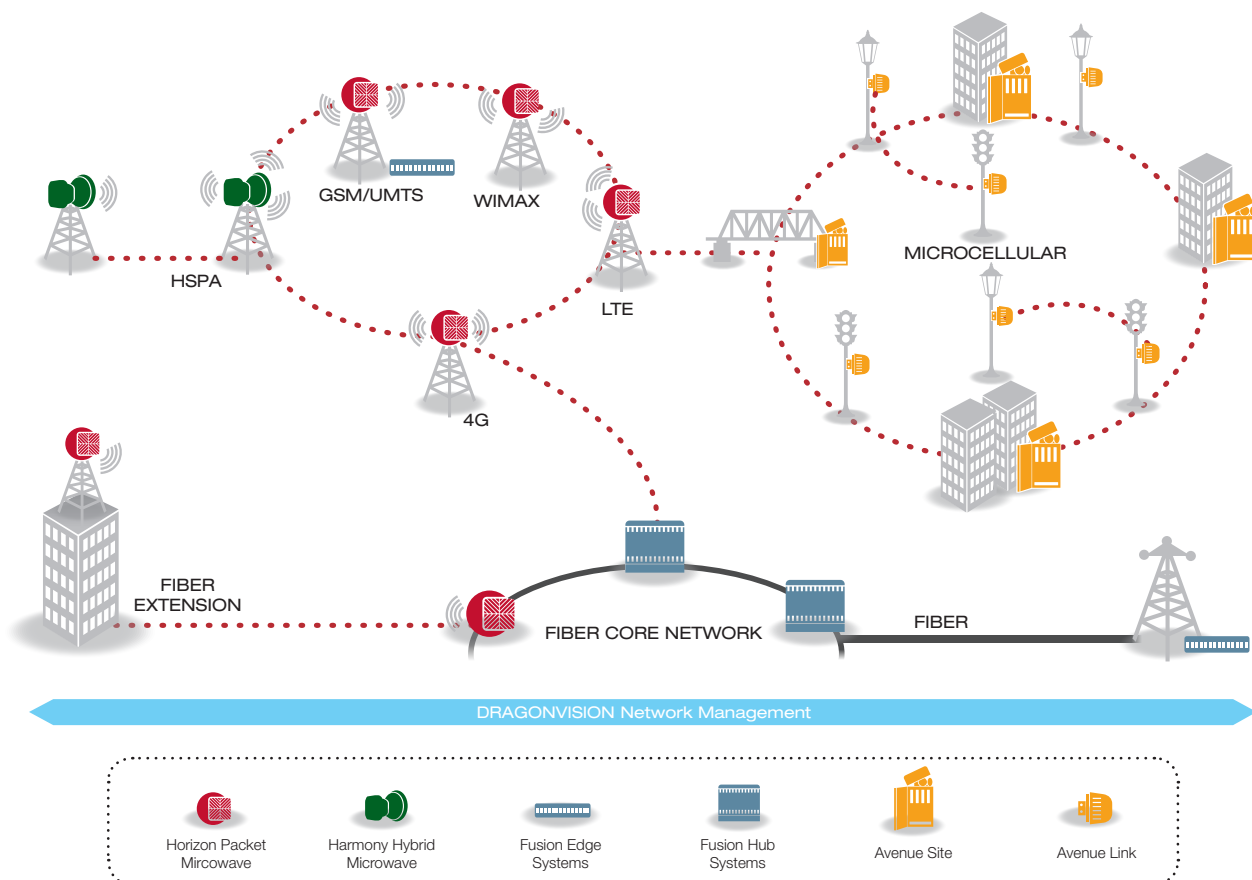 GSM/UMTS
WIMAX
MICROCELLULAR
HSPA
LTE
4G
FIBER
EXTENSION
FIBER CORE NETWORK
FIBER
DRAGONVISION Network Management
Horizon Packet
Mircowave
Harmony Hybrid
Microwave
Fusion Edge
Systems
Fusion Hub
Systems
Avenue Site
Avenue Link